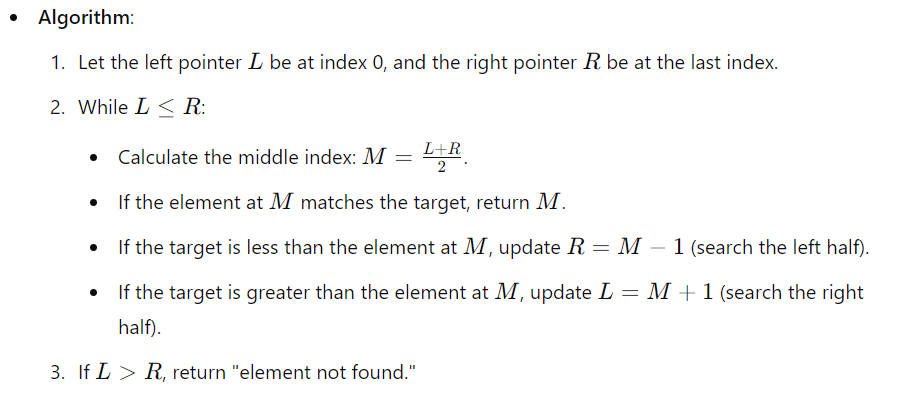 • Algorithm:
1. Let the left pointer L be at index 0, and the right pointer R be at the last index.
2. While L ≤ R:
• Calculate the middle index: M = \frac{L+R}{2}.
• If the element at M matches the target, return M.
• If the target is less than the element at M, update R = M − 1 (search the left half).
• If the target is greater than the element at M, update L = M + 1 (search the right
half).
3. If L > R, return "element not found."